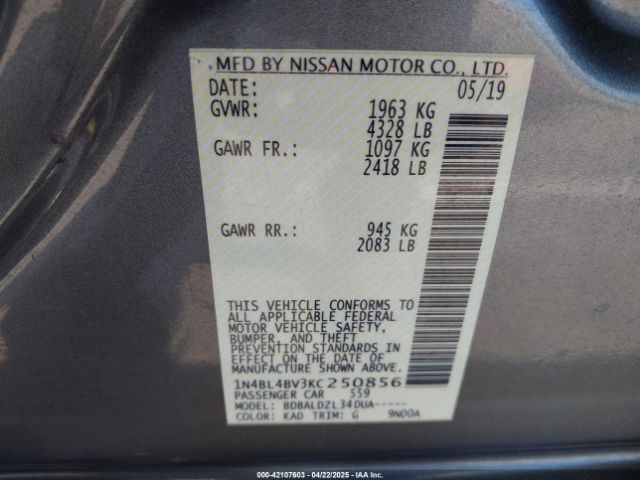 MFD BY NISSAN MOTOR CO., LTD.
DATE: 05/19
GVWR: 1963 KG
4328 LB
GAWR FR.: 1097 KG
2418 LB
GAWR RR.: 945 KG
2083 LB
THIS VEHICLE CONFORMS TO
ALL APPLICABLE FEDERAL
MOTOR VEHICLE SAFETY,
BUMPER, AND THEFT
PREVENTION STANDARDS IN
EFFECT ON THE DATE OF
MANUFACTURE SHOWN ABOVE.
1N4BL4BV3KC250856
PASSENGER CAR 559
MODEL: BDBALDZL34DUA-----
COLOR: KAD TRIM: G 9N00A
000-42107603 - 04/22/2025 - IAA Inc.